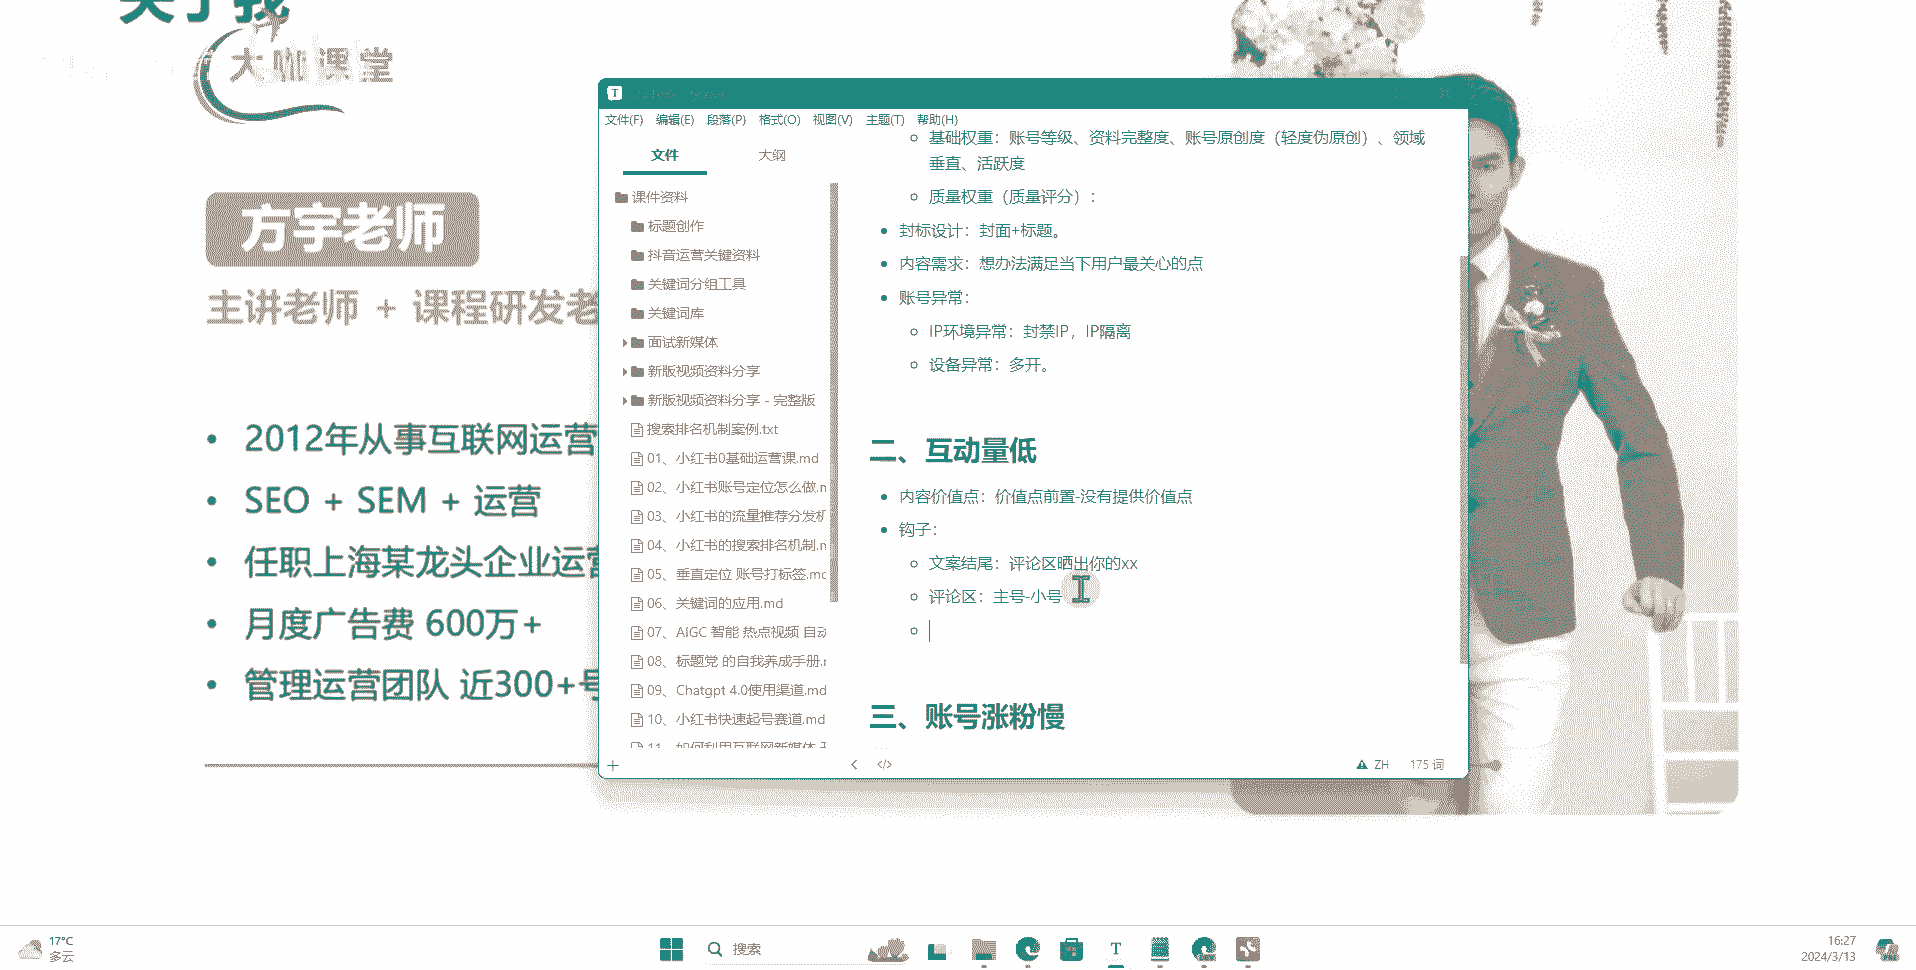 关于我
大咖课堂
方宇老师
主讲老师 + 课程研发老
2012年从事互联网运营
SEO + SEM + 运营
任职上海某龙头企业运营
月度广告费 600万+
管理运营团队 近300+号
文件(F) 编辑(E) 段落(P) 格式(O) 视图(V) 主题(T) 帮助(H)
文件 大纲
课件资料
标题创作
抖音运营关键资料
关键词分组工具
关键词库
面试新媒体
新版视频资料分享
新版视频资料分享 - 完整版
搜索排名机制案例.txt
01、小红书0基础运营课.md
02、小红书账号定位怎么做.m
03、小红书的流量推荐分发机
04、小红书的搜索排名机制.m
05、垂直定位 账号打标签.md
06、关键词的应用.md
07、AIGC 智能 热点视频 自动
08、标题党 的自我养成手册.m
09、Chatgpt 4.0使用渠道.md
10、小红书快速起号赛道.md
11、如何利用互联网新媒体
基础权重：账号等级、资料完整度、账号原创度（轻度伪原创）、领域
垂直、活跃度
质量权重（质量评分）：
封标设计：封面+标题。
内容需求：想办法满足当下用户最关心的点
账号异常：
IP环境异常：封禁IP，IP隔离
设备异常：多开。
二、互动量低
内容价值点：价值点前置-没有提供价值点
钩子：
文案结尾：评论区晒出你的xx
评论区：主号-小号
三、账号涨粉慢
ZH 175 词
17°C
多云
搜索
16:27
2024/3/13